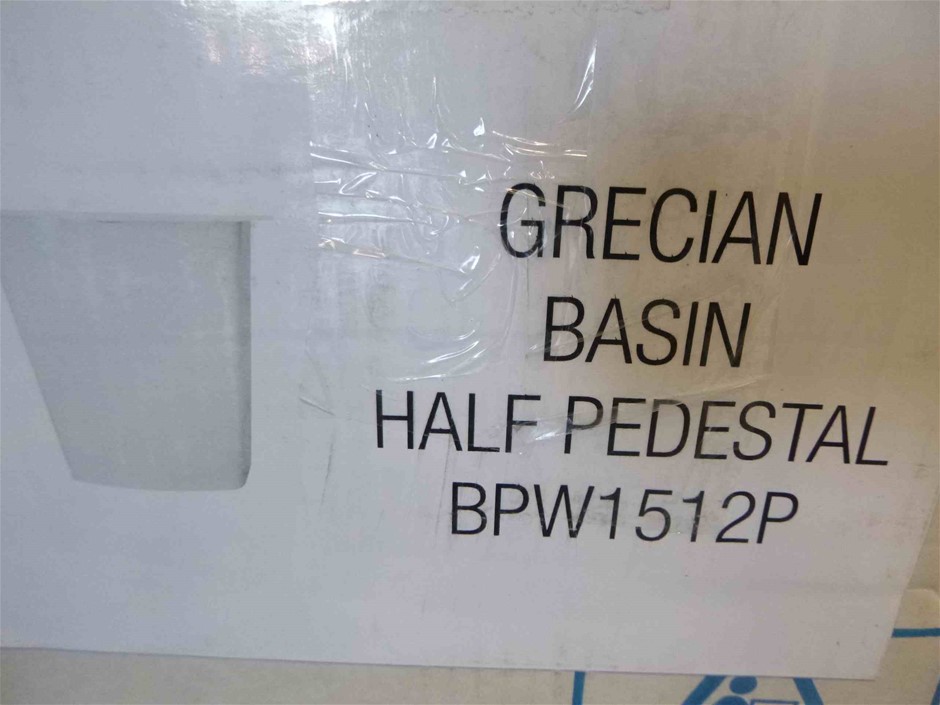 GRECIAN
BASIN
HALF PEDESTAL
BPW1512P